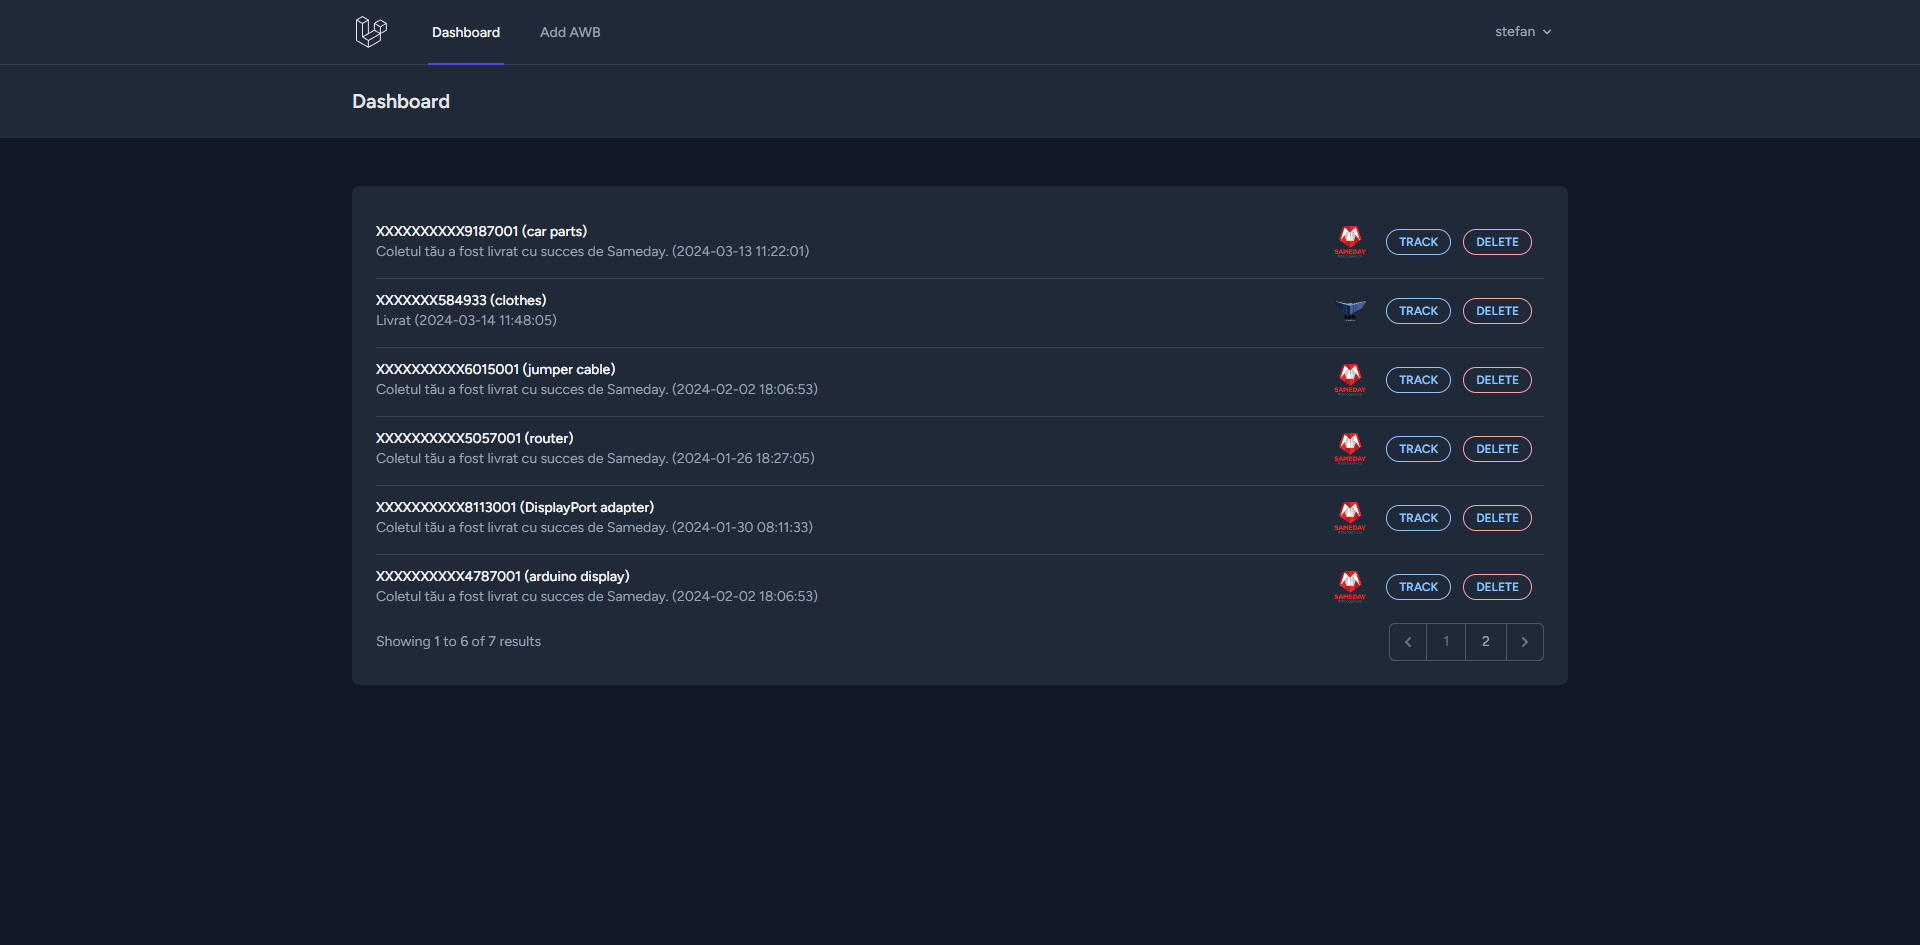 Dashboard
Add AWB
stefan
Dashboard
XXXXXXXXXX9187001 (car parts)
Coletul tău a fost livrat cu succes de Sameday. (2024-03-13 11:22:01)
SAMEDAY
TRACK
DELETE
XXXXXXX584933 (clothes)
Livrat (2024-03-14 11:48:05)
TRACK
DELETE
XXXXXXXXXX6015001 (jumper cable)
Coletul tău a fost livrat cu succes de Sameday. (2024-02-02 18:06:53)
SAMEDAY
TRACK
DELETE
XXXXXXXXXX5057001 (router)
Coletul tău a fost livrat cu succes de Sameday. (2024-01-26 18:27:05)
SAMEDAY
TRACK
DELETE
XXXXXXXXXX8113001 (DisplayPort adapter)
Coletul tău a fost livrat cu succes de Sameday. (2024-01-30 08:11:33)
SAMEDAY
TRACK
DELETE
XXXXXXXXXX4787001 (arduino display)
Coletul tău a fost livrat cu succes de Sameday. (2024-02-02 18:06:53)
SAMEDAY
TRACK
DELETE
Showing 1 to 6 of 7 results
1
2